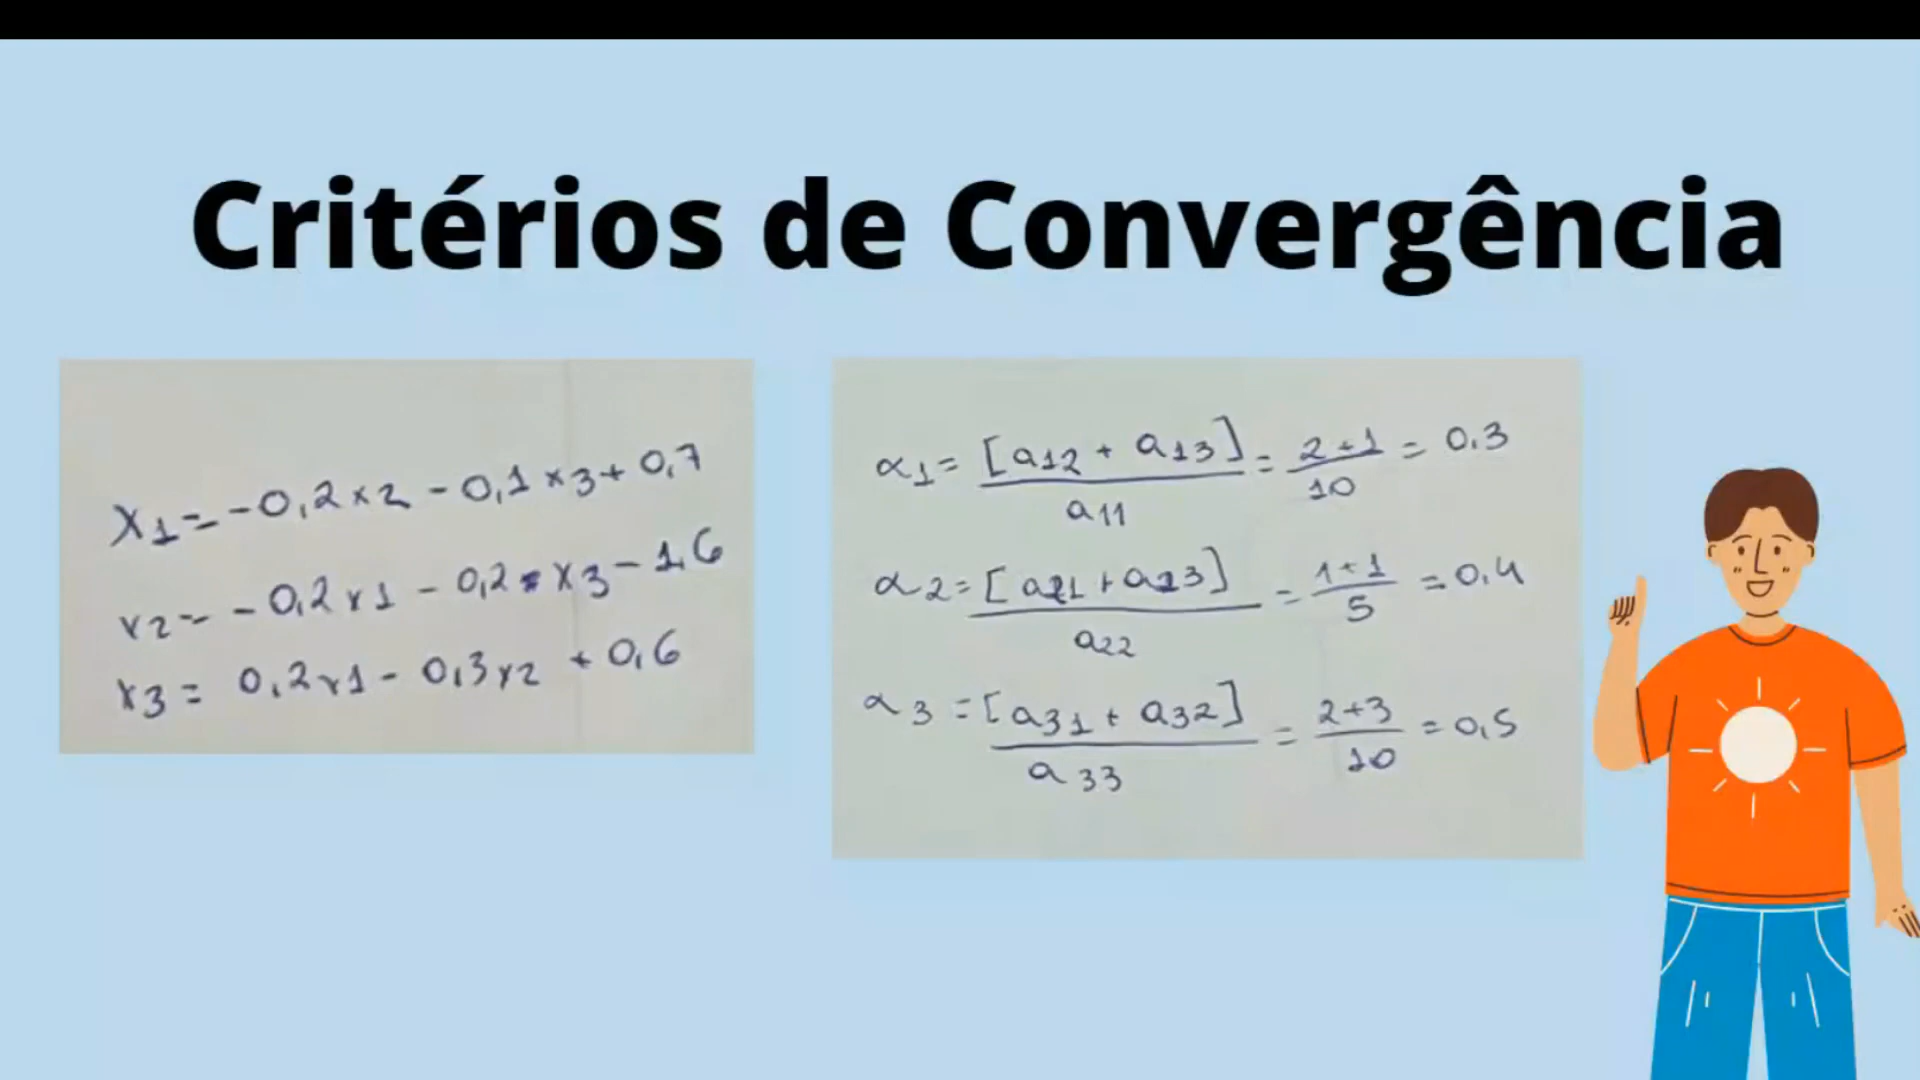 Critérios de Convergência
x1 = -0,2x2 - 0,1x3 + 0,7
x2 = -0,2x1 - 0,2x3 - 1,6
x3 = 0,2x1 - 0,3x2 + 0,6
α1 = [a12 + a13] / a11 = 2+1 / 10 = 0,3
α2 = [a21 + a23] / a22 = 1+1 / 5 = 0,4
α3 = [a31 + a32] / a33 = 2+3 / 10 = 0,5